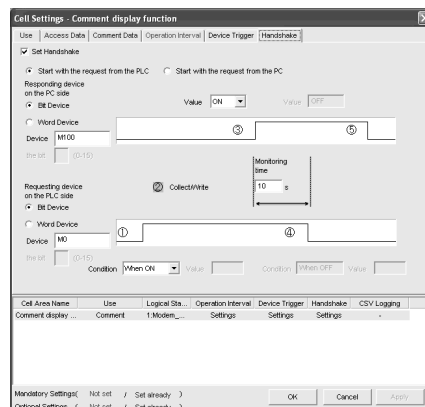 Cell Settings - Comment display function
Use Access Data Comment Data Operation Interval Device Trigger Handshake
Set Handshake
Start with the request from the PLC Start with the request from the PC
Responding device
on the PC side
Bit Device Value ON Value OFF
Word Device
Device M100 ③ ⑤
the bit (0-15)
Monitoring
time
Requesting device
on the PLC side
② Collect/Write 10 s
Bit Device
Word Device
Device M0 ① ④
the bit (0-15)
Condition When ON Value Condition When OFF Value
Cell Area Name Use Logical Sta... Operation Interval Device Trigger Handshake CSV Logging
Comment display ... Comment 1:Modem_... Settings Settings Settings -
Mandatory Settings( Not set / Set already )
OK Cancel Apply
Optional Settings ( Not set / Set already )